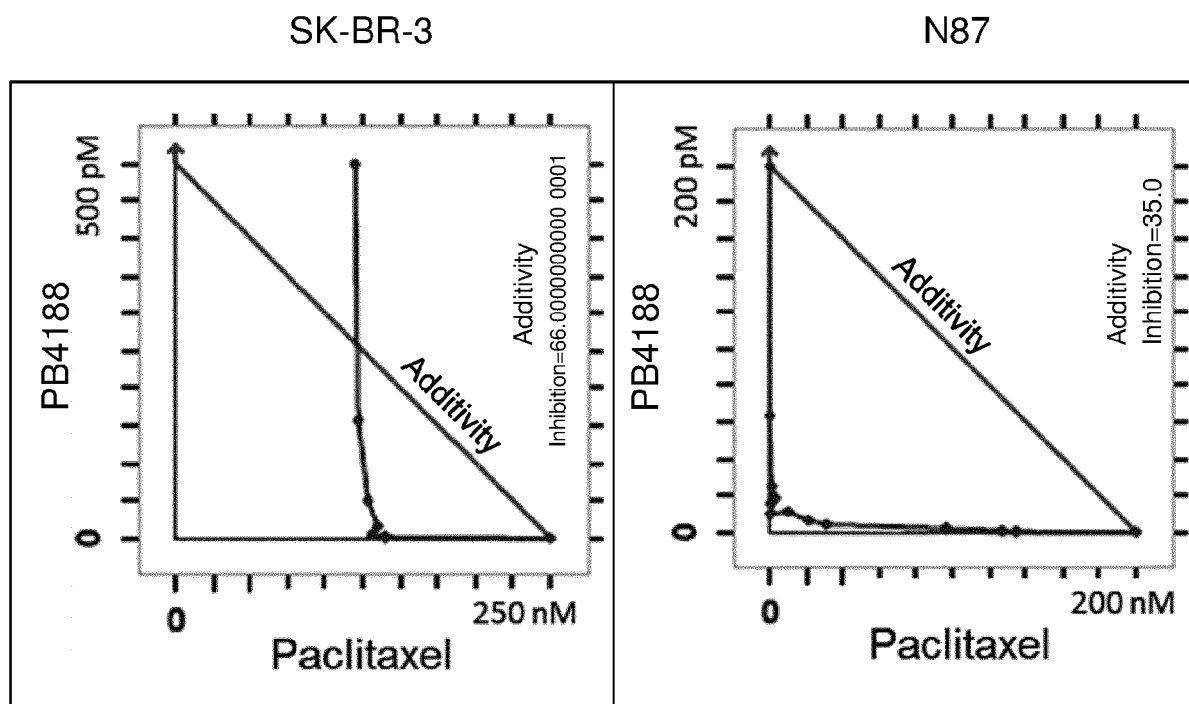 SK-BR-3
N87
500 pM
PB4188
0
Additivity
Additivity
Inhibition=66.0000000000 0001
0
250 nM
Paclitaxel
200 pM
PB4188
0
Additivity
Additivity
Inhibition=35.0
0
200 nM
Paclitaxel